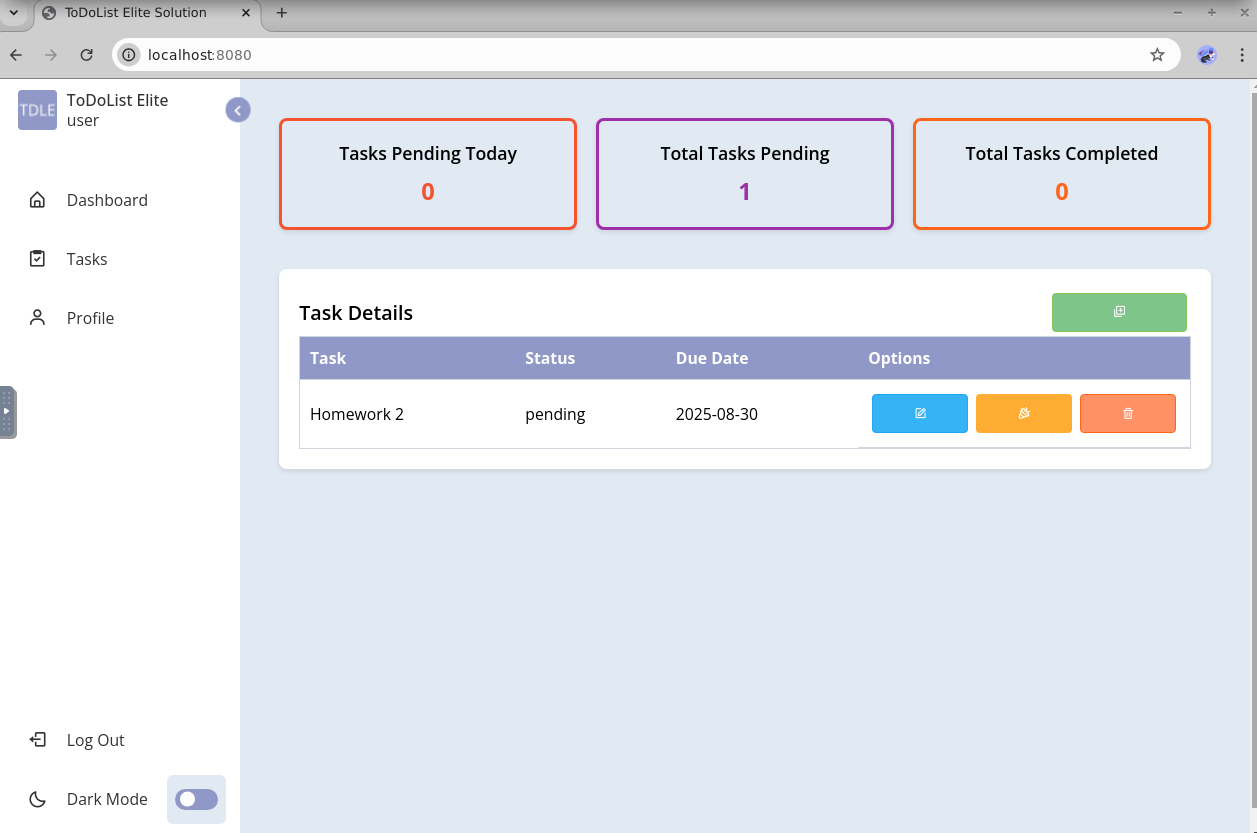 ToDoList Elite Solution
localhost:8080
TDLE
ToDoList Elite
user
Dashboard
Tasks
Profile
Log Out
Dark Mode
Tasks Pending Today
0
Total Tasks Pending
1
Total Tasks Completed
0
Task Details
Task Status Due Date Options
Homework 2 pending 2025-08-30